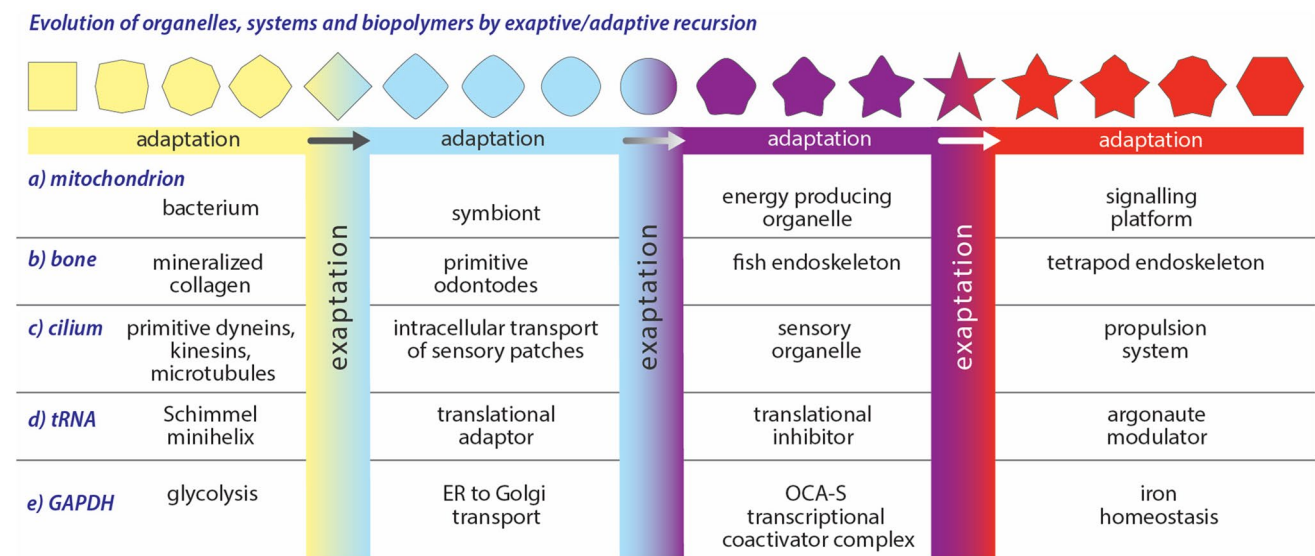 Evolution of organelles, systems and biopolymers by exaptive/adaptive recursion
adaptation
adaptation
adaptation
adaptation
exaptation
exaptation
exaptation
a) mitochondrion
bacterium
symbiont
energy producing
organelle
signalling
platform
b) bone
mineralized
collagen
primitive
odontodes
fish endoskeleton
tetrapod endoskeleton
c) cilium
primitive dyneins,
kinesins,
microtubules
intracellular transport
of sensory patches
sensory
organelle
propulsion
system
d) tRNA
Schimmel
minihelix
translational
adaptor
translational
inhibitor
argonaute
modulator
e) GAPDH
glycolysis
ER to Golgi
transport
OCA-S
transcriptional
coactivator complex
iron
homeostasis